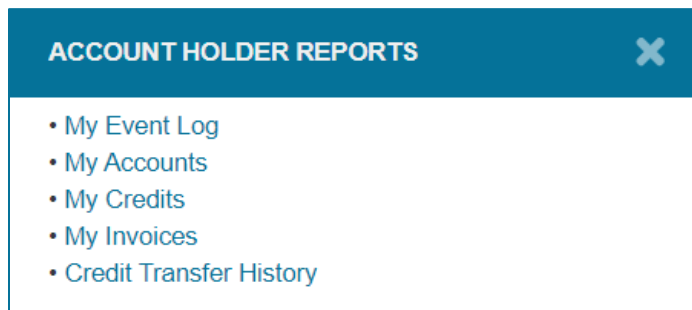 ACCOUNT HOLDER REPORTS
• My Event Log
• My Accounts
• My Credits
• My Invoices
• Credit Transfer History